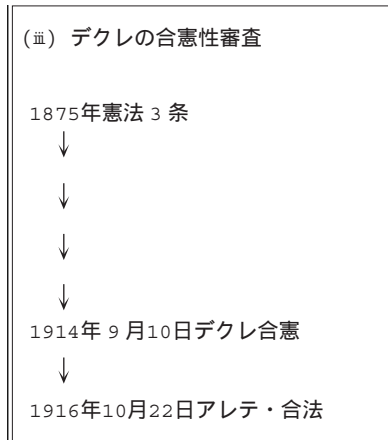 (ⅲ) デクレの合憲性審査
1875年憲法 3 条
↓
↓
↓
↓
1914年 9 月10日デクレ合憲
↓
1916年10月22日アレテ・合法